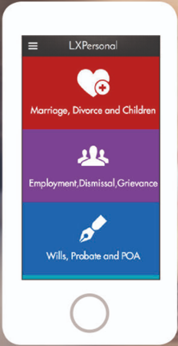 LXPersonal
Marriage, Divorce and Children
Employment,Dismissal,Grievance
Wills, Probate and POA